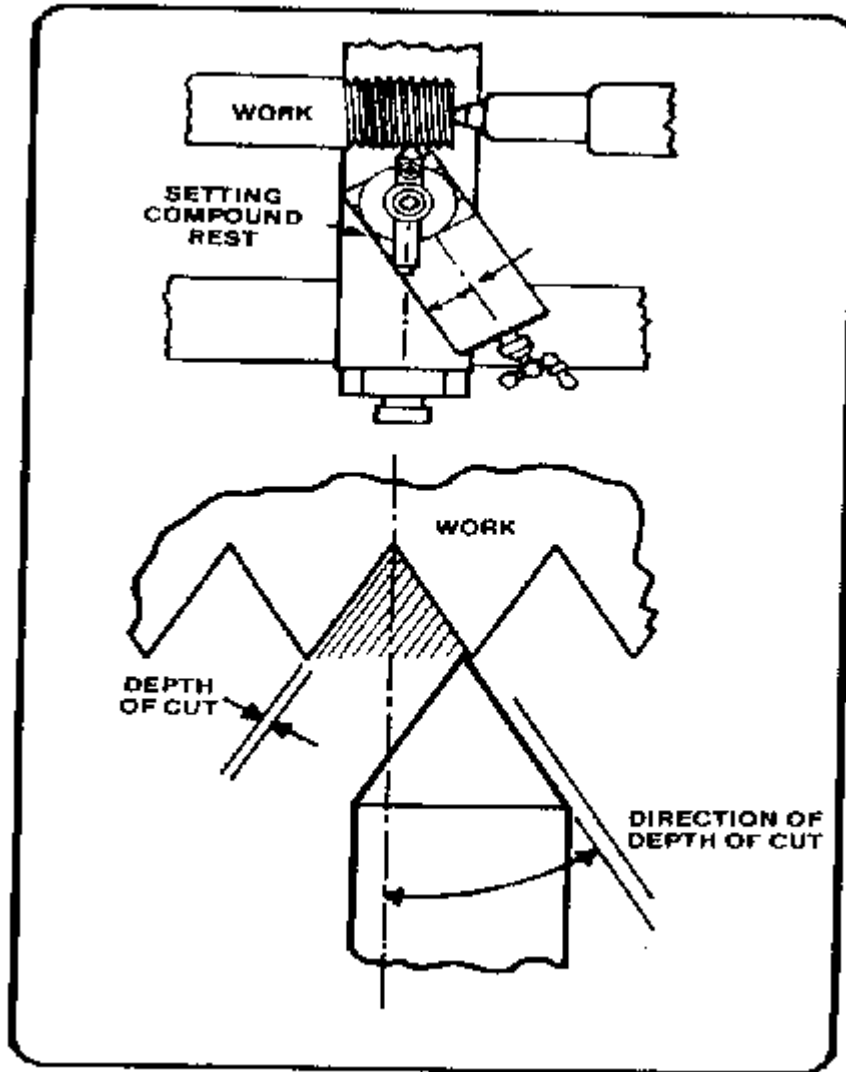 WORK
SETTING
COMPOUND
REST
WORK
DEPTH
OF CUT
DIRECTION OF
DEPTH OF CUT